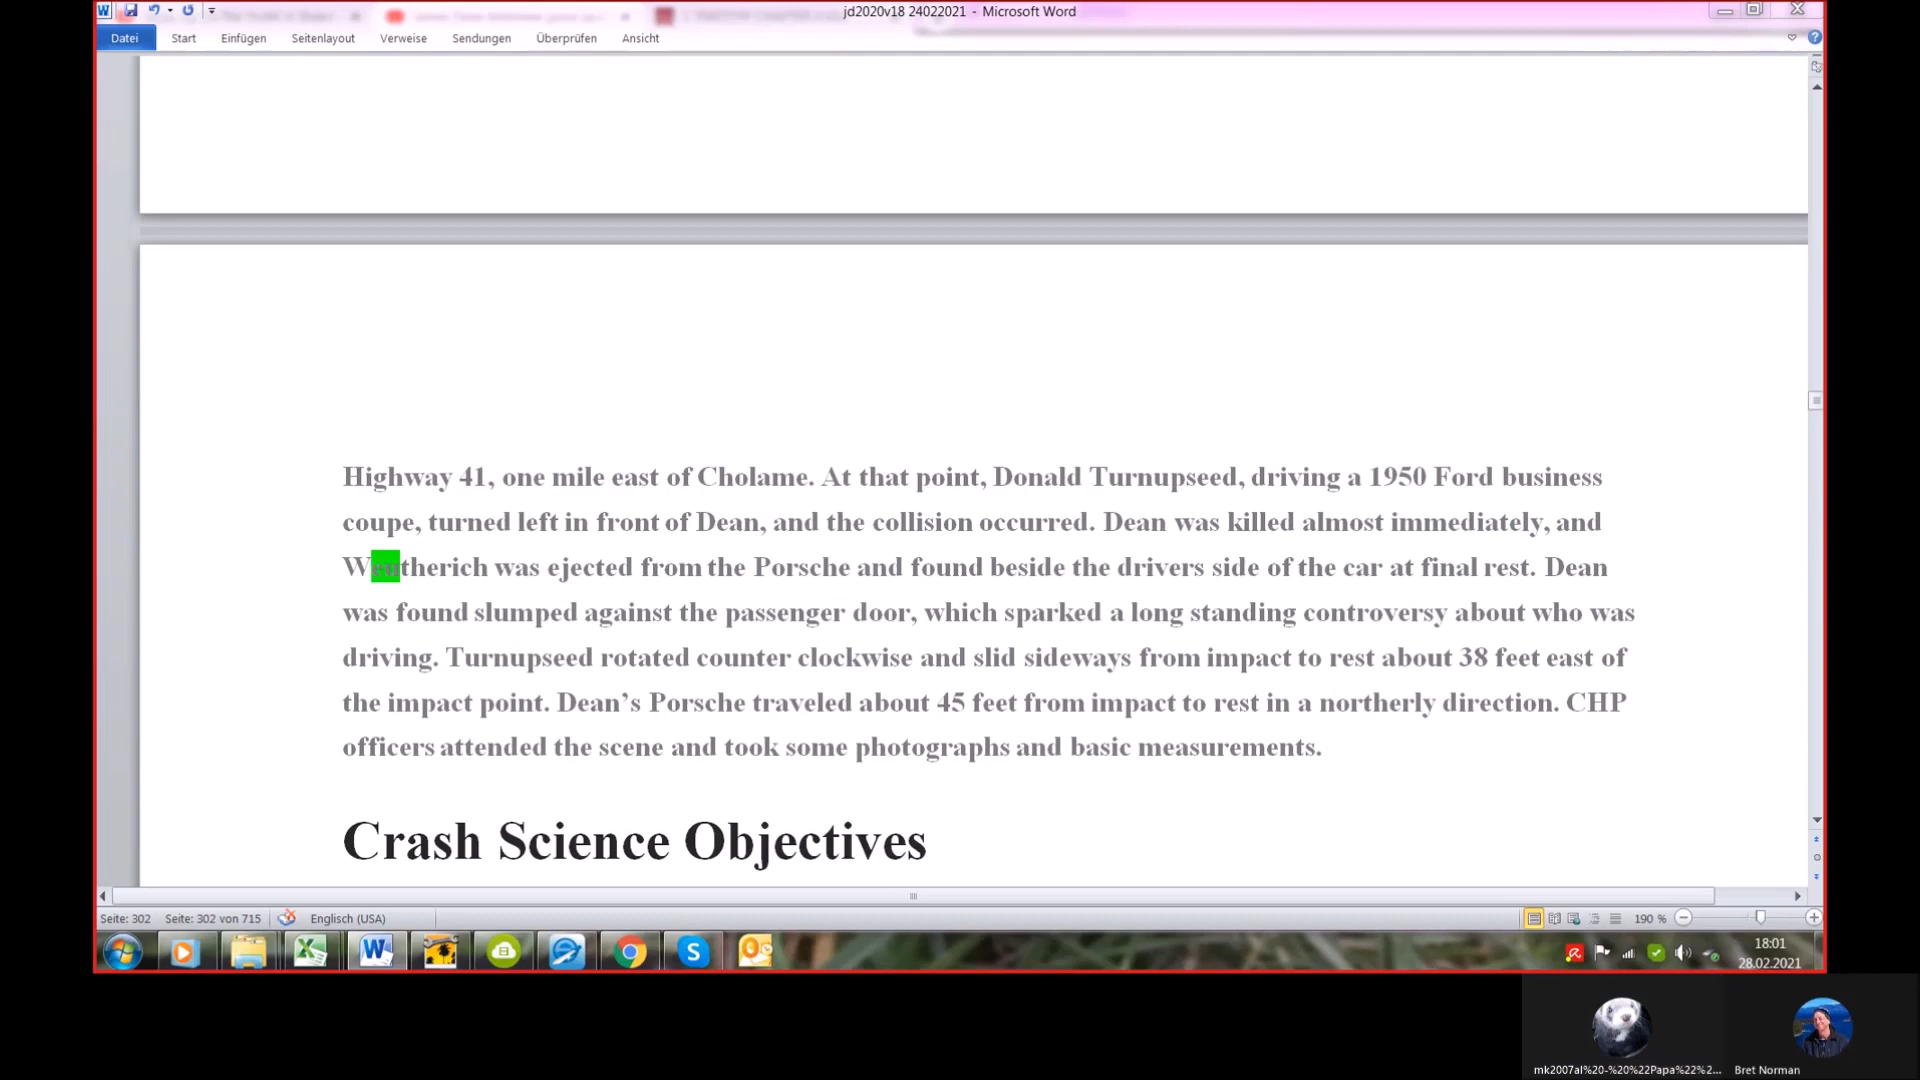 jd2020v18 24022021 - Microsoft Word
Datei Start Einfügen Seitenlayout Verweise Sendungen Überprüfen Ansicht
Highway 41, one mile east of Cholame. At that point, Donald Turnupseed, driving a 1950 Ford business
coupe, turned left in front of Dean, and the collision occurred. Dean was killed almost immediately, and
Weutherich was ejected from the Porsche and found beside the drivers side of the car at final rest. Dean
was found slumped against the passenger door, which sparked a long standing controversy about who was
driving. Turnupseed rotated counter clockwise and slid sideways from impact to rest about 38 feet east of
the impact point. Dean’s Porsche traveled about 45 feet from impact to rest in a northerly direction. CHP
officers attended the scene and took some photographs and basic measurements.
Crash Science Objectives
Seite: 302 Seite: 302 von 715 Englisch (USA) 190 %
18:01
28.02.2021
mk2007al%20-%20%22Papa%22%2... Bret Norman